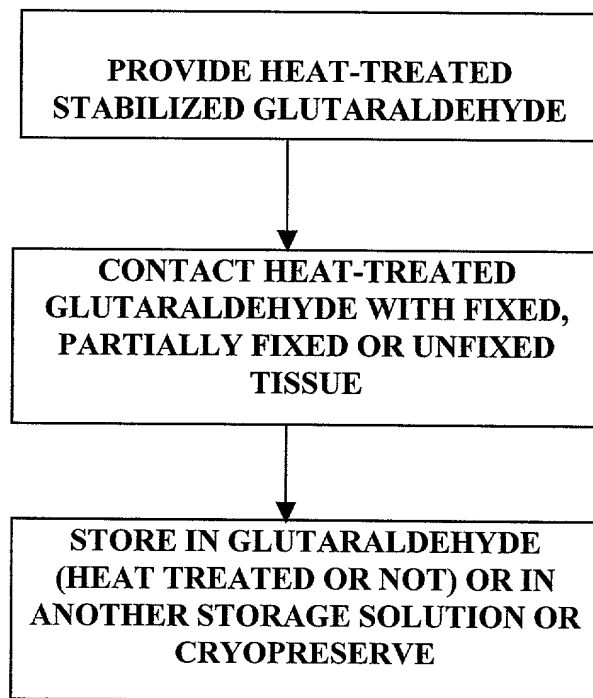 PROVIDE HEAT-TREATED
STABILIZED GLUTARALDEHYDE
CONTACT HEAT-TREATED
GLUTARALDEHYDE WITH FIXED,
PARTIALLY FIXED OR UNFIXED
TISSUE
STORE IN GLUTARALDEHYDE
(HEAT TREATED OR NOT) OR IN
ANOTHER STORAGE SOLUTION OR
CRYOPRESERVE